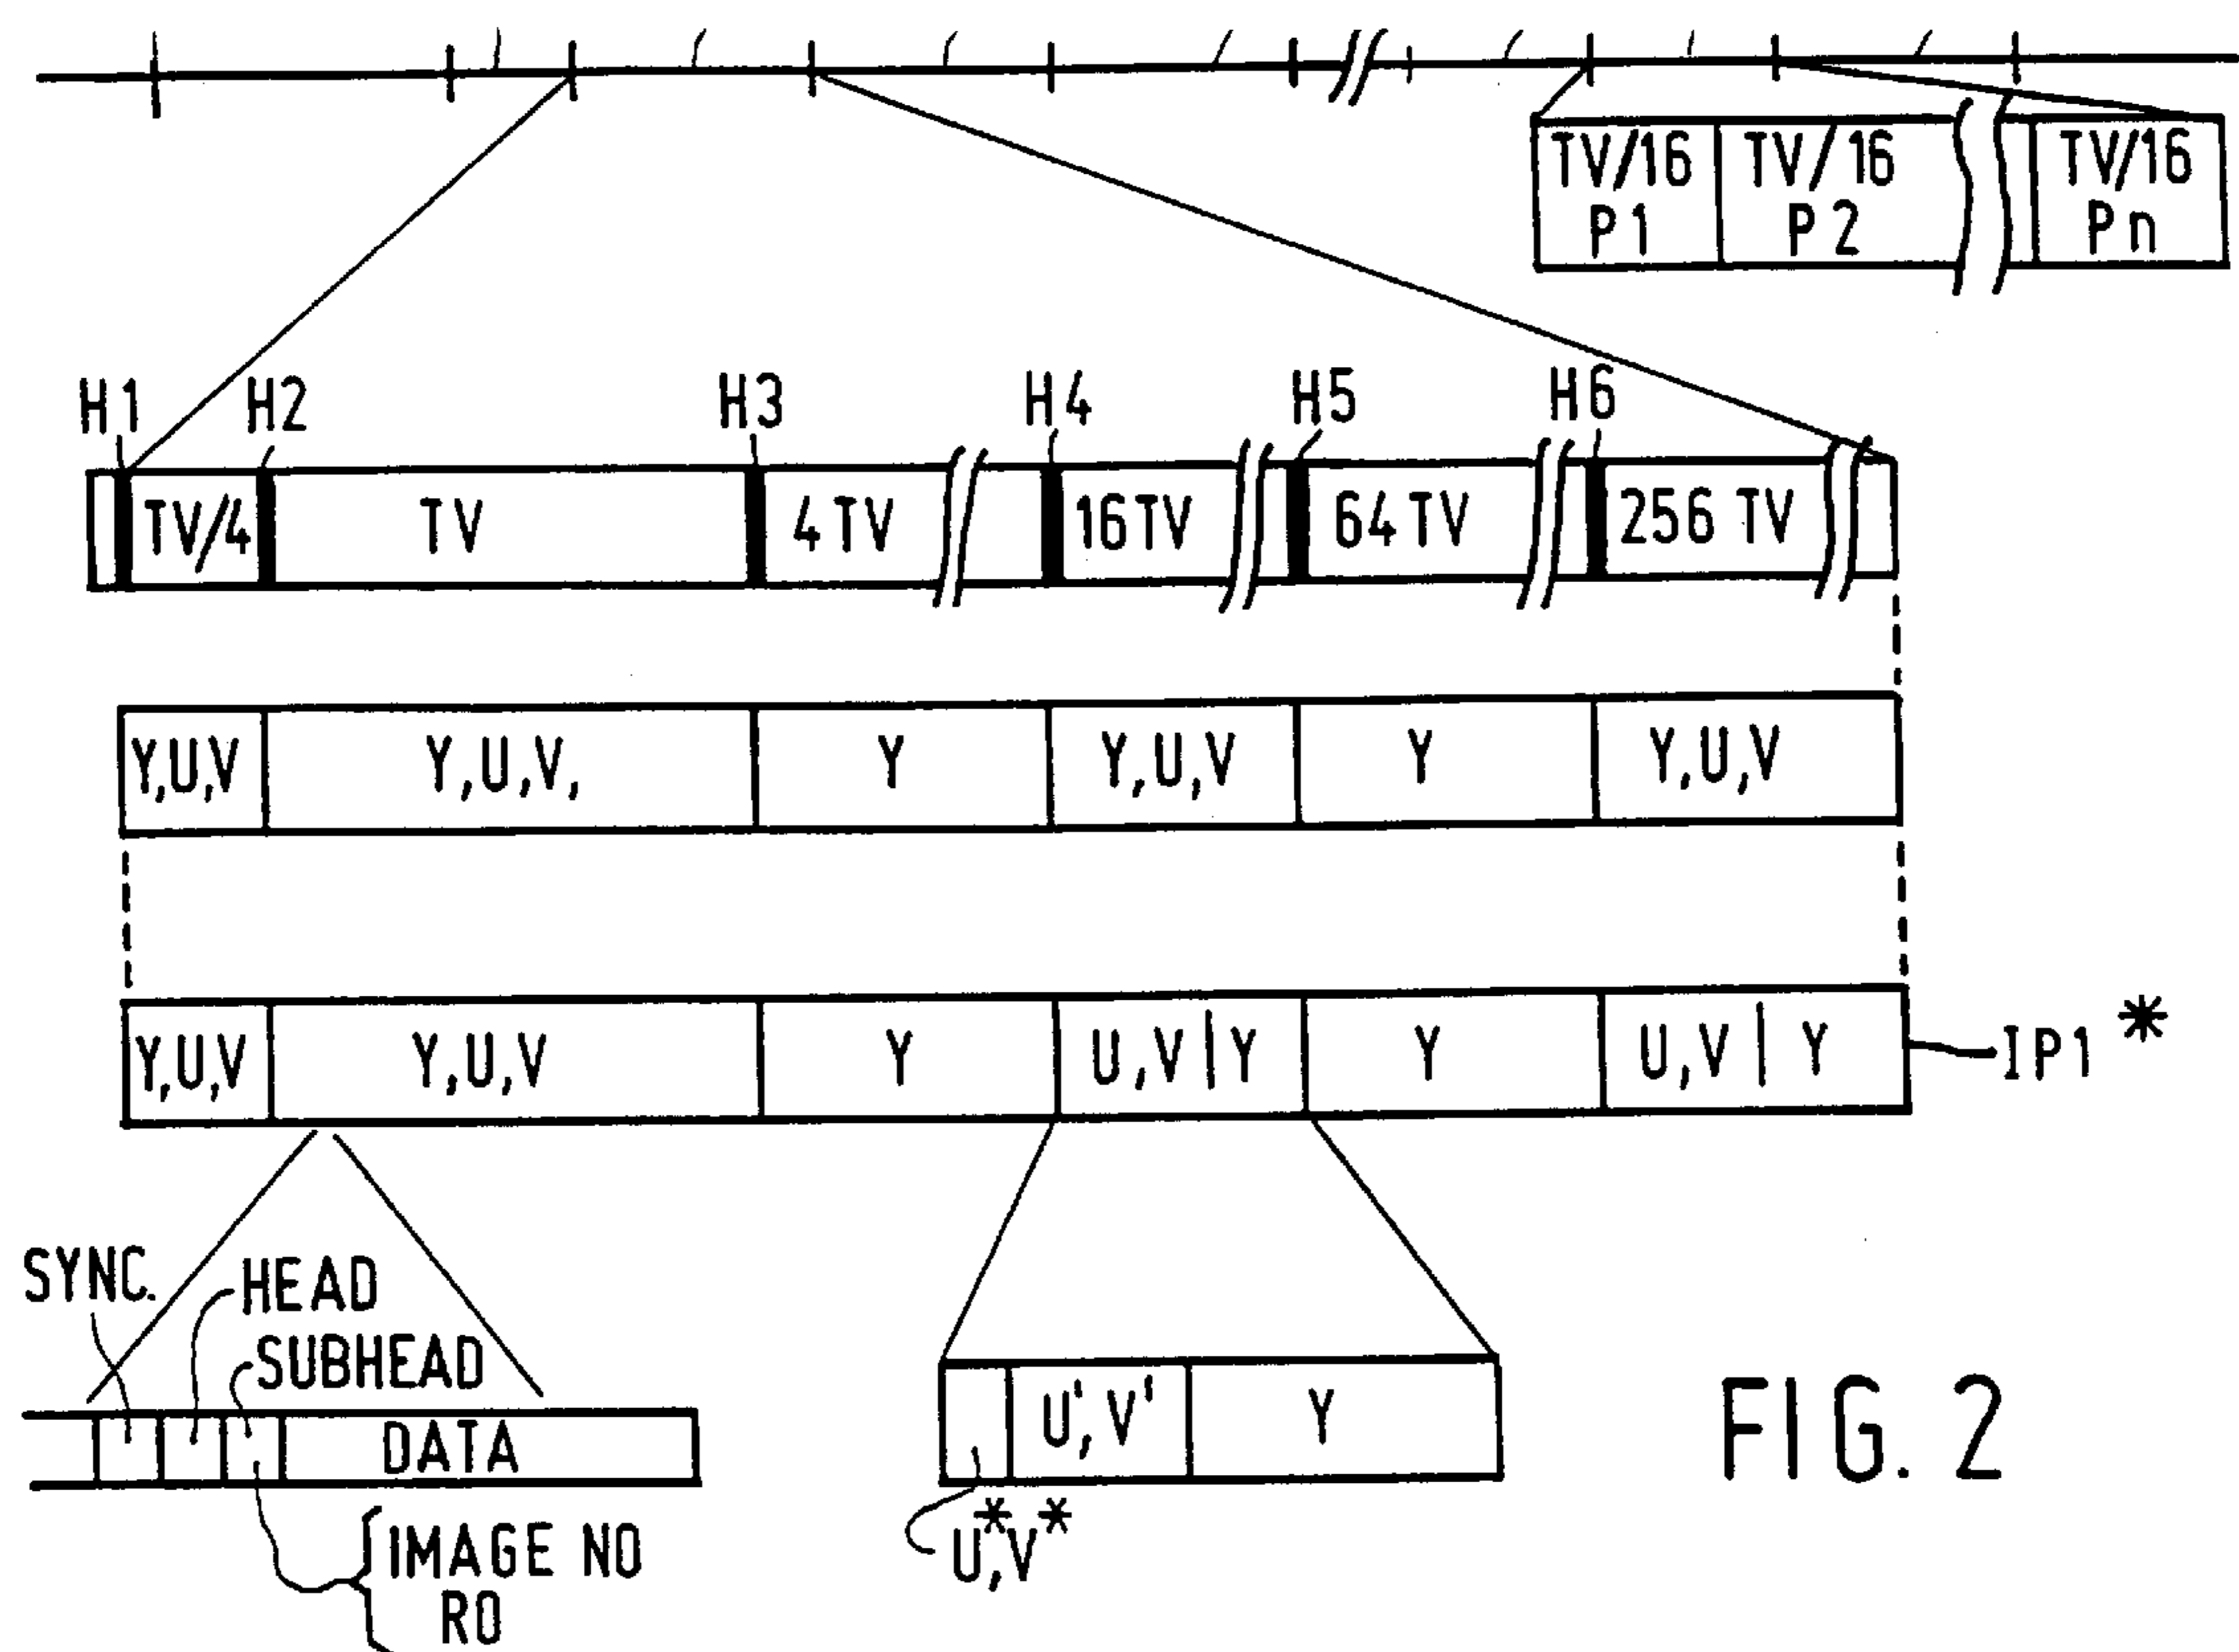 TV/16 TV/16 TV/16
P1 P2 Pn
H1 H2 H3 H4 H5 H6
TV/4 TV 4TV 16TV 64TV 256 TV
Y,U,V Y,U,V, Y Y,U,V Y Y,U,V
Y,U,V Y,U,V Y U,V|Y Y U,V|Y IP1*
SYNC.
HEAD
SUBHEAD
DATA
IMAGE NO
RO
U',V' Y
U*,V*
FIG. 2